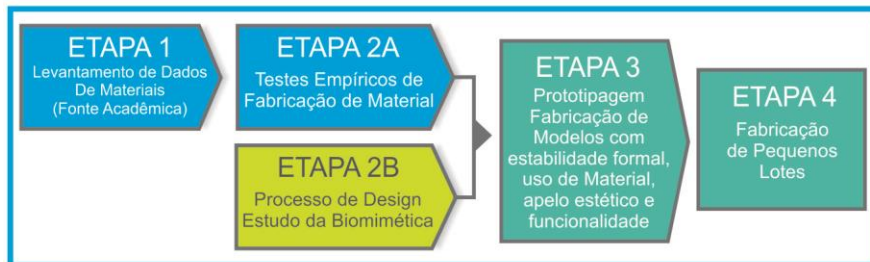 ETAPA 1
Levantamento de Dados
De Materiais
(Fonte Acadêmica)
ETAPA 2A
Testes Empíricos de
Fabricação de Material
ETAPA 2B
Processo de Design
Estudo da Biomimética
ETAPA 3
Prototipagem
Fabricação de
Modelos com
estabilidade formal,
uso de Material,
apelo estético e
funcionalidade
ETAPA 4
Fabricação
de Pequenos
Lotes